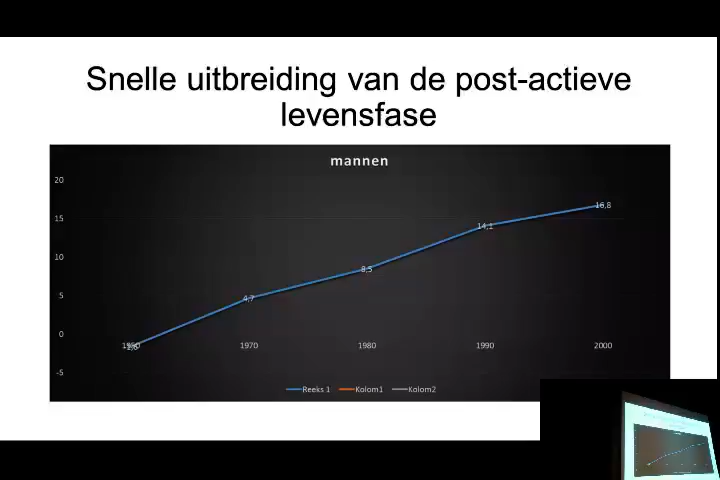 Snelle uitbreiding van de post-actieve
levensfase
mannen
20
15
10
5
0
-5
4,7
8,5
14,1
16,8
1970
1980
1990
2000
Reeks 1
Kolom1
Kolom2